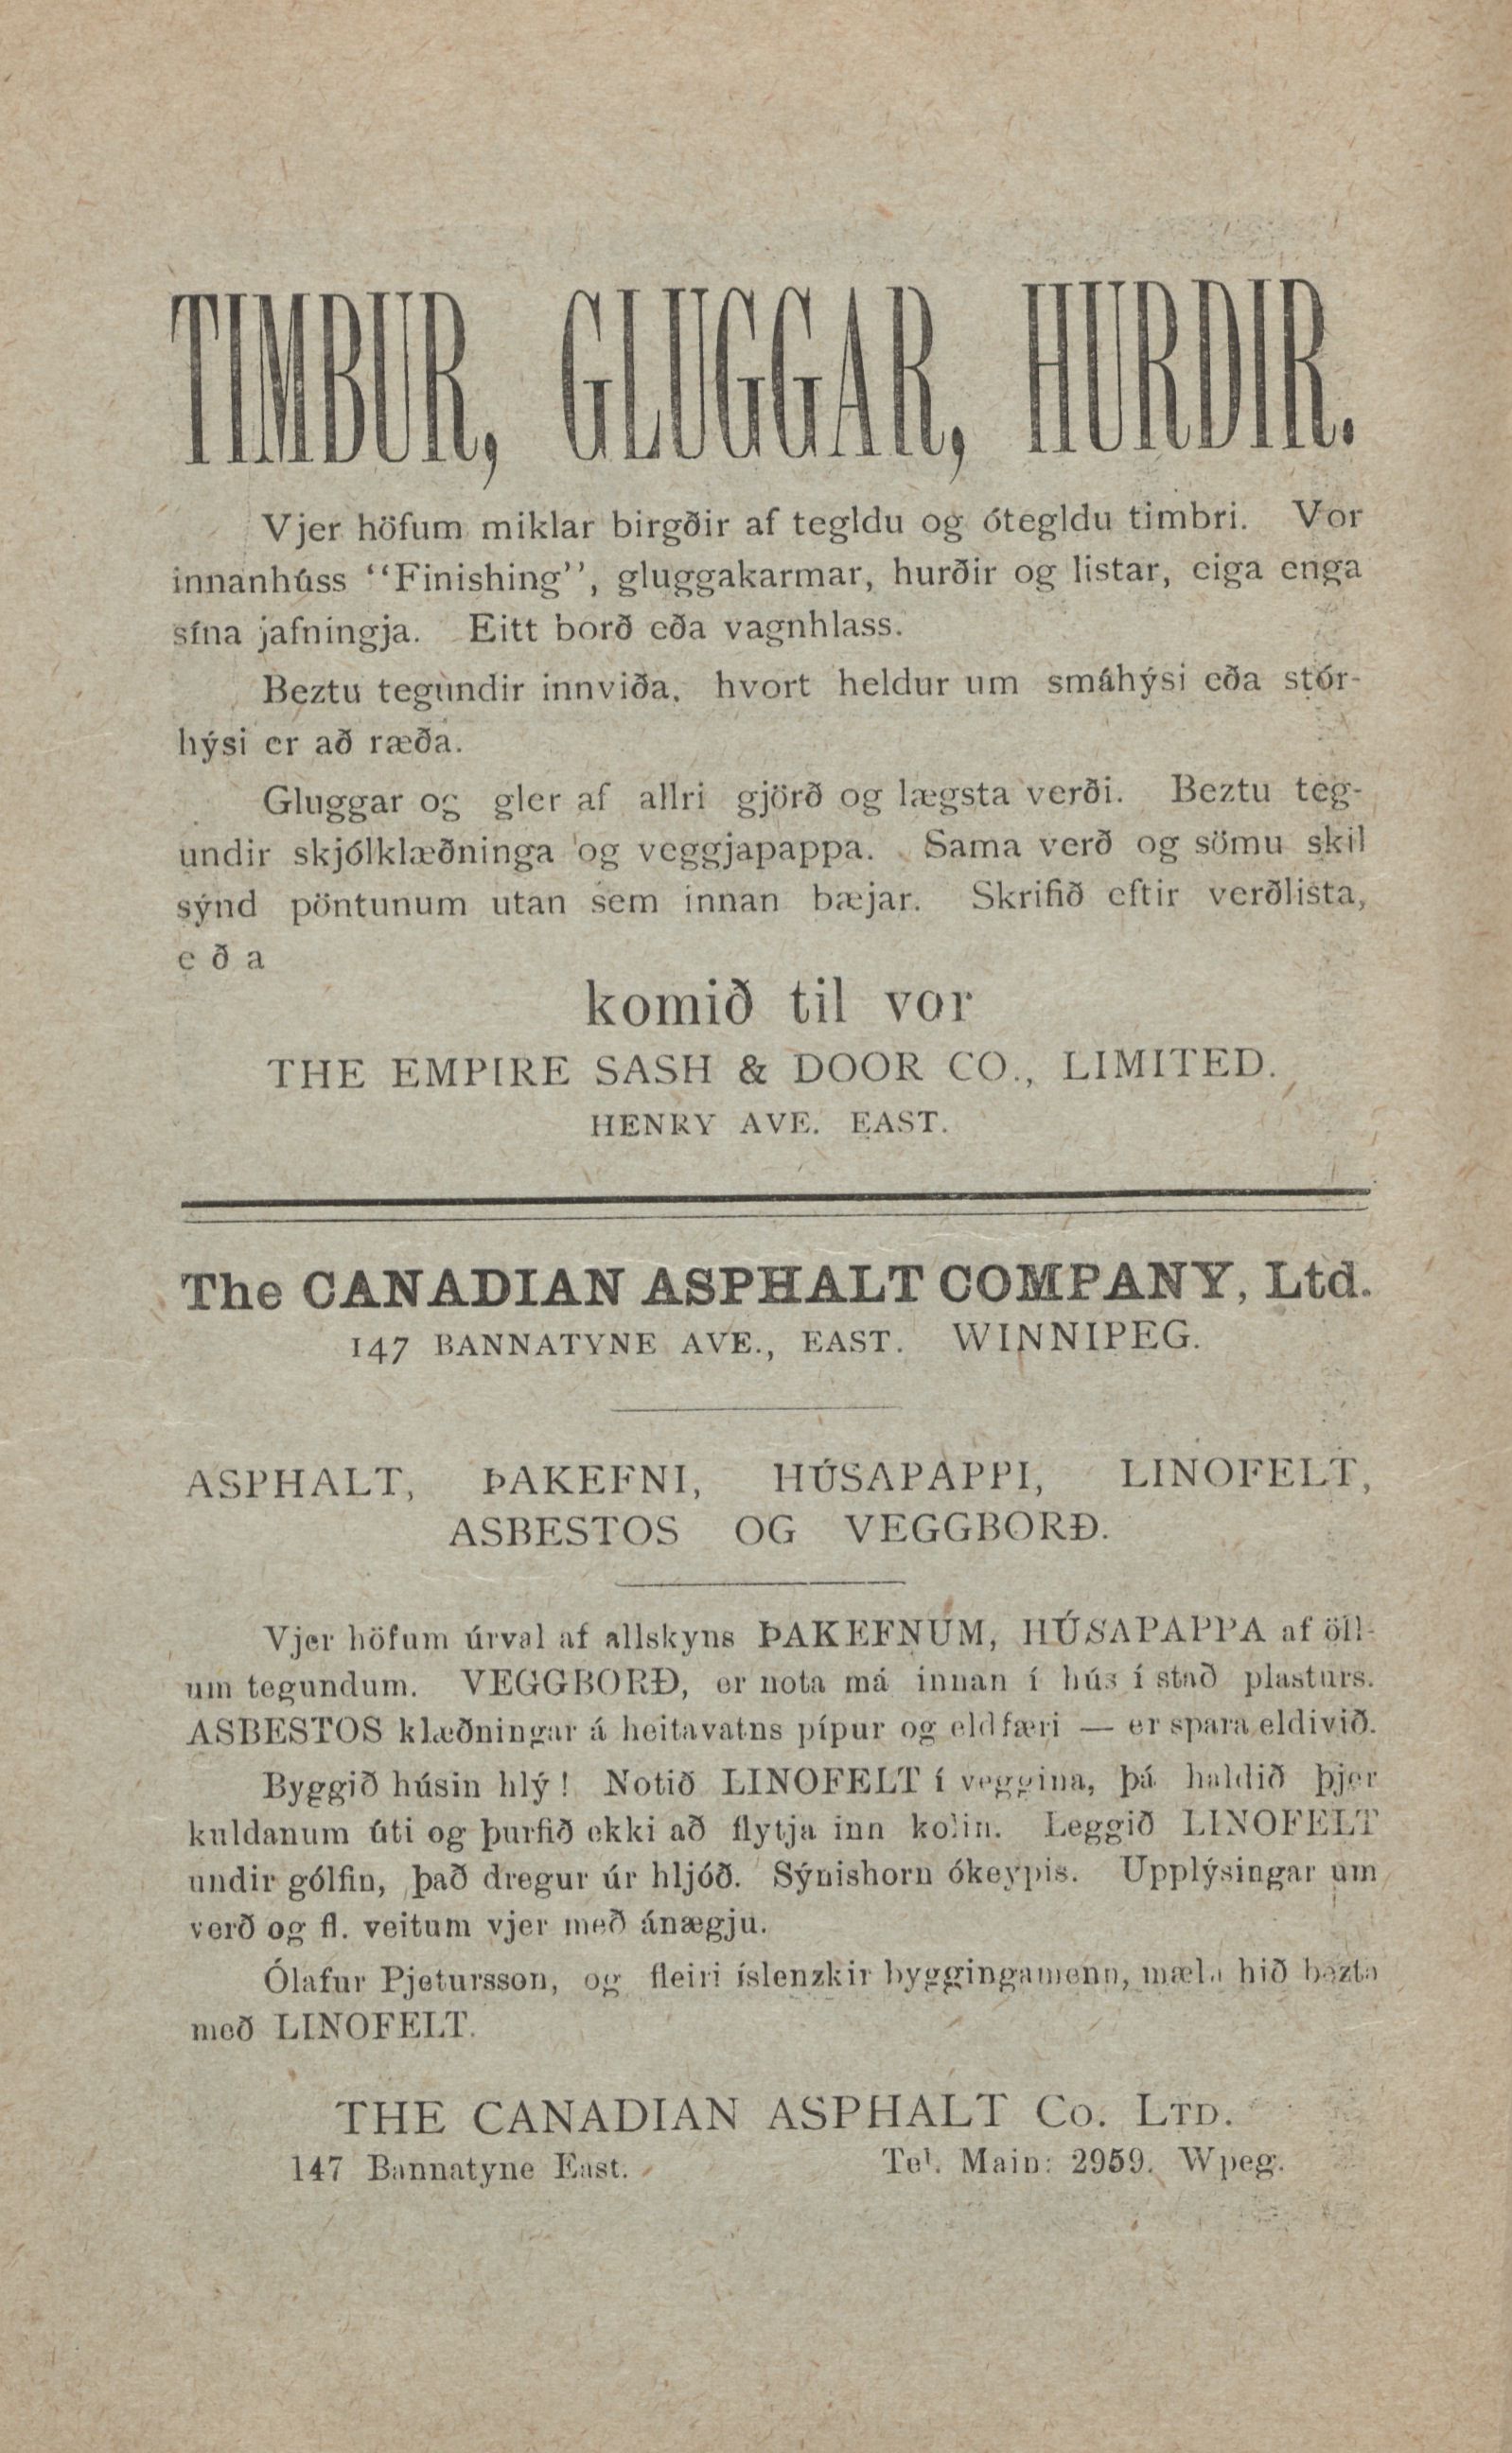 TIMBUR, GLUGGAR, HURDIR.
Vjer höfum miklar birgðir af tegldu og ótegldu timbri. Vor
innanhúss “Finishing”, gluggakarmar, hurðir og listar, eiga enga
sína jafningja. Eitt borð eða vagnhlass.
Beztu tegundir innviða, hvort heldur um smáhýsi eða stór-
hýsi er að ræða.
Gluggar og gler af allri gjörð og lægsta verði. Beztu teg-
undir skjólklæðninga og veggjapappa. Sama verð og sömu skil
sýnd pöntunum utan sem innan bæjar. Skrifið eftir verðlista,
eða
komið til vor
THE EMPIRE SASH & DOOR CO., LIMITED.
HENRY AVE. EAST.
The CANADIAN ASPHALT COMPANY, Ltd.
147 BANNATYNE AVE., EAST. WINNIPEG.
ASPHALT, ÞAKEFNI, HÚSAPAPPI, LINOFELT,
ASBESTOS OG VEGGBORÐ.
Vjer höfum úrval af allskyns ÞAKEFNUM, HÚSAPAPPA af öll-
um tegundum. VEGGBORÐ, er nota má innan í hús í stað plasturs.
ASBESTOS klæðningar á heitavatns pípur og eldfæri — er spara eldivið.
Byggið húsin hlý! Notið LINOFELT í veggina, þá haldið þjer
kuldanum úti og þurfið ekki að flytja inn kolin. Leggið LINOFELT
undir gólfin, það dregur úr hljóð. Sýnishorn ókeypis. Upplýsingar um
verð og fl. veitum vjer með ánægju.
Ólafur Pjetursson, og fleiri íslenzkir byggingamenn, mæla hið bezta
með LINOFELT.
THE CANADIAN ASPHALT Co. LTD.
147 Bannatyne East. Tel. Main: 2959. Wpeg.